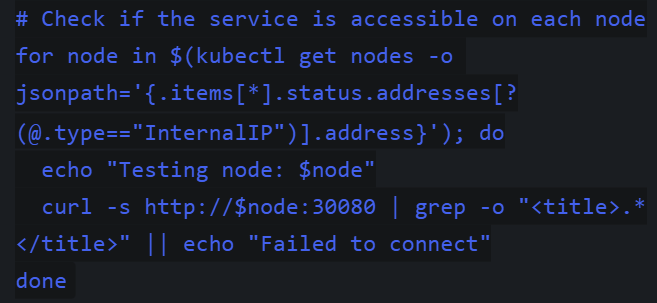 # Check if the service is accessible on each node
for node in $(kubectl get nodes -o
jsonpath='{.items[*].status.addresses[?
(@.type=="InternalIP")].address}'); do
  echo "Testing node: $node"
  curl -s http://$node:30080 | grep -o "<title>.*
</title>" || echo "Failed to connect"
done